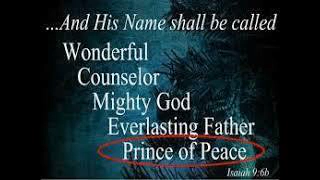 ...And His Name shall be called
Wonderful
Counselor
Mighty God
Everlasting Father
Prince of Peace
Isaiah 9:6b